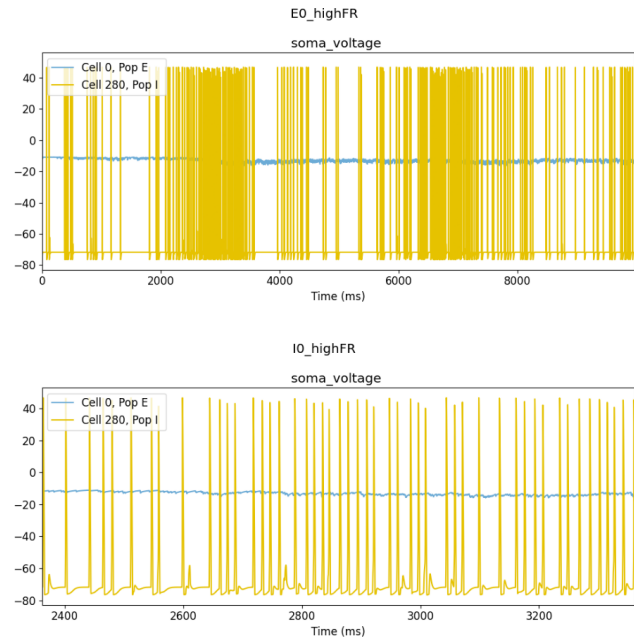 E0_highFR
soma_voltage
Cell 0, Pop E
Cell 280, Pop I
40
20
0
−20
−40
−60
−80
0
2000
4000
6000
8000
Time (ms)
I0_highFR
soma_voltage
Cell 0, Pop E
Cell 280, Pop I
40
20
0
−20
−40
−60
−80
2400
2600
2800
3000
3200
Time (ms)